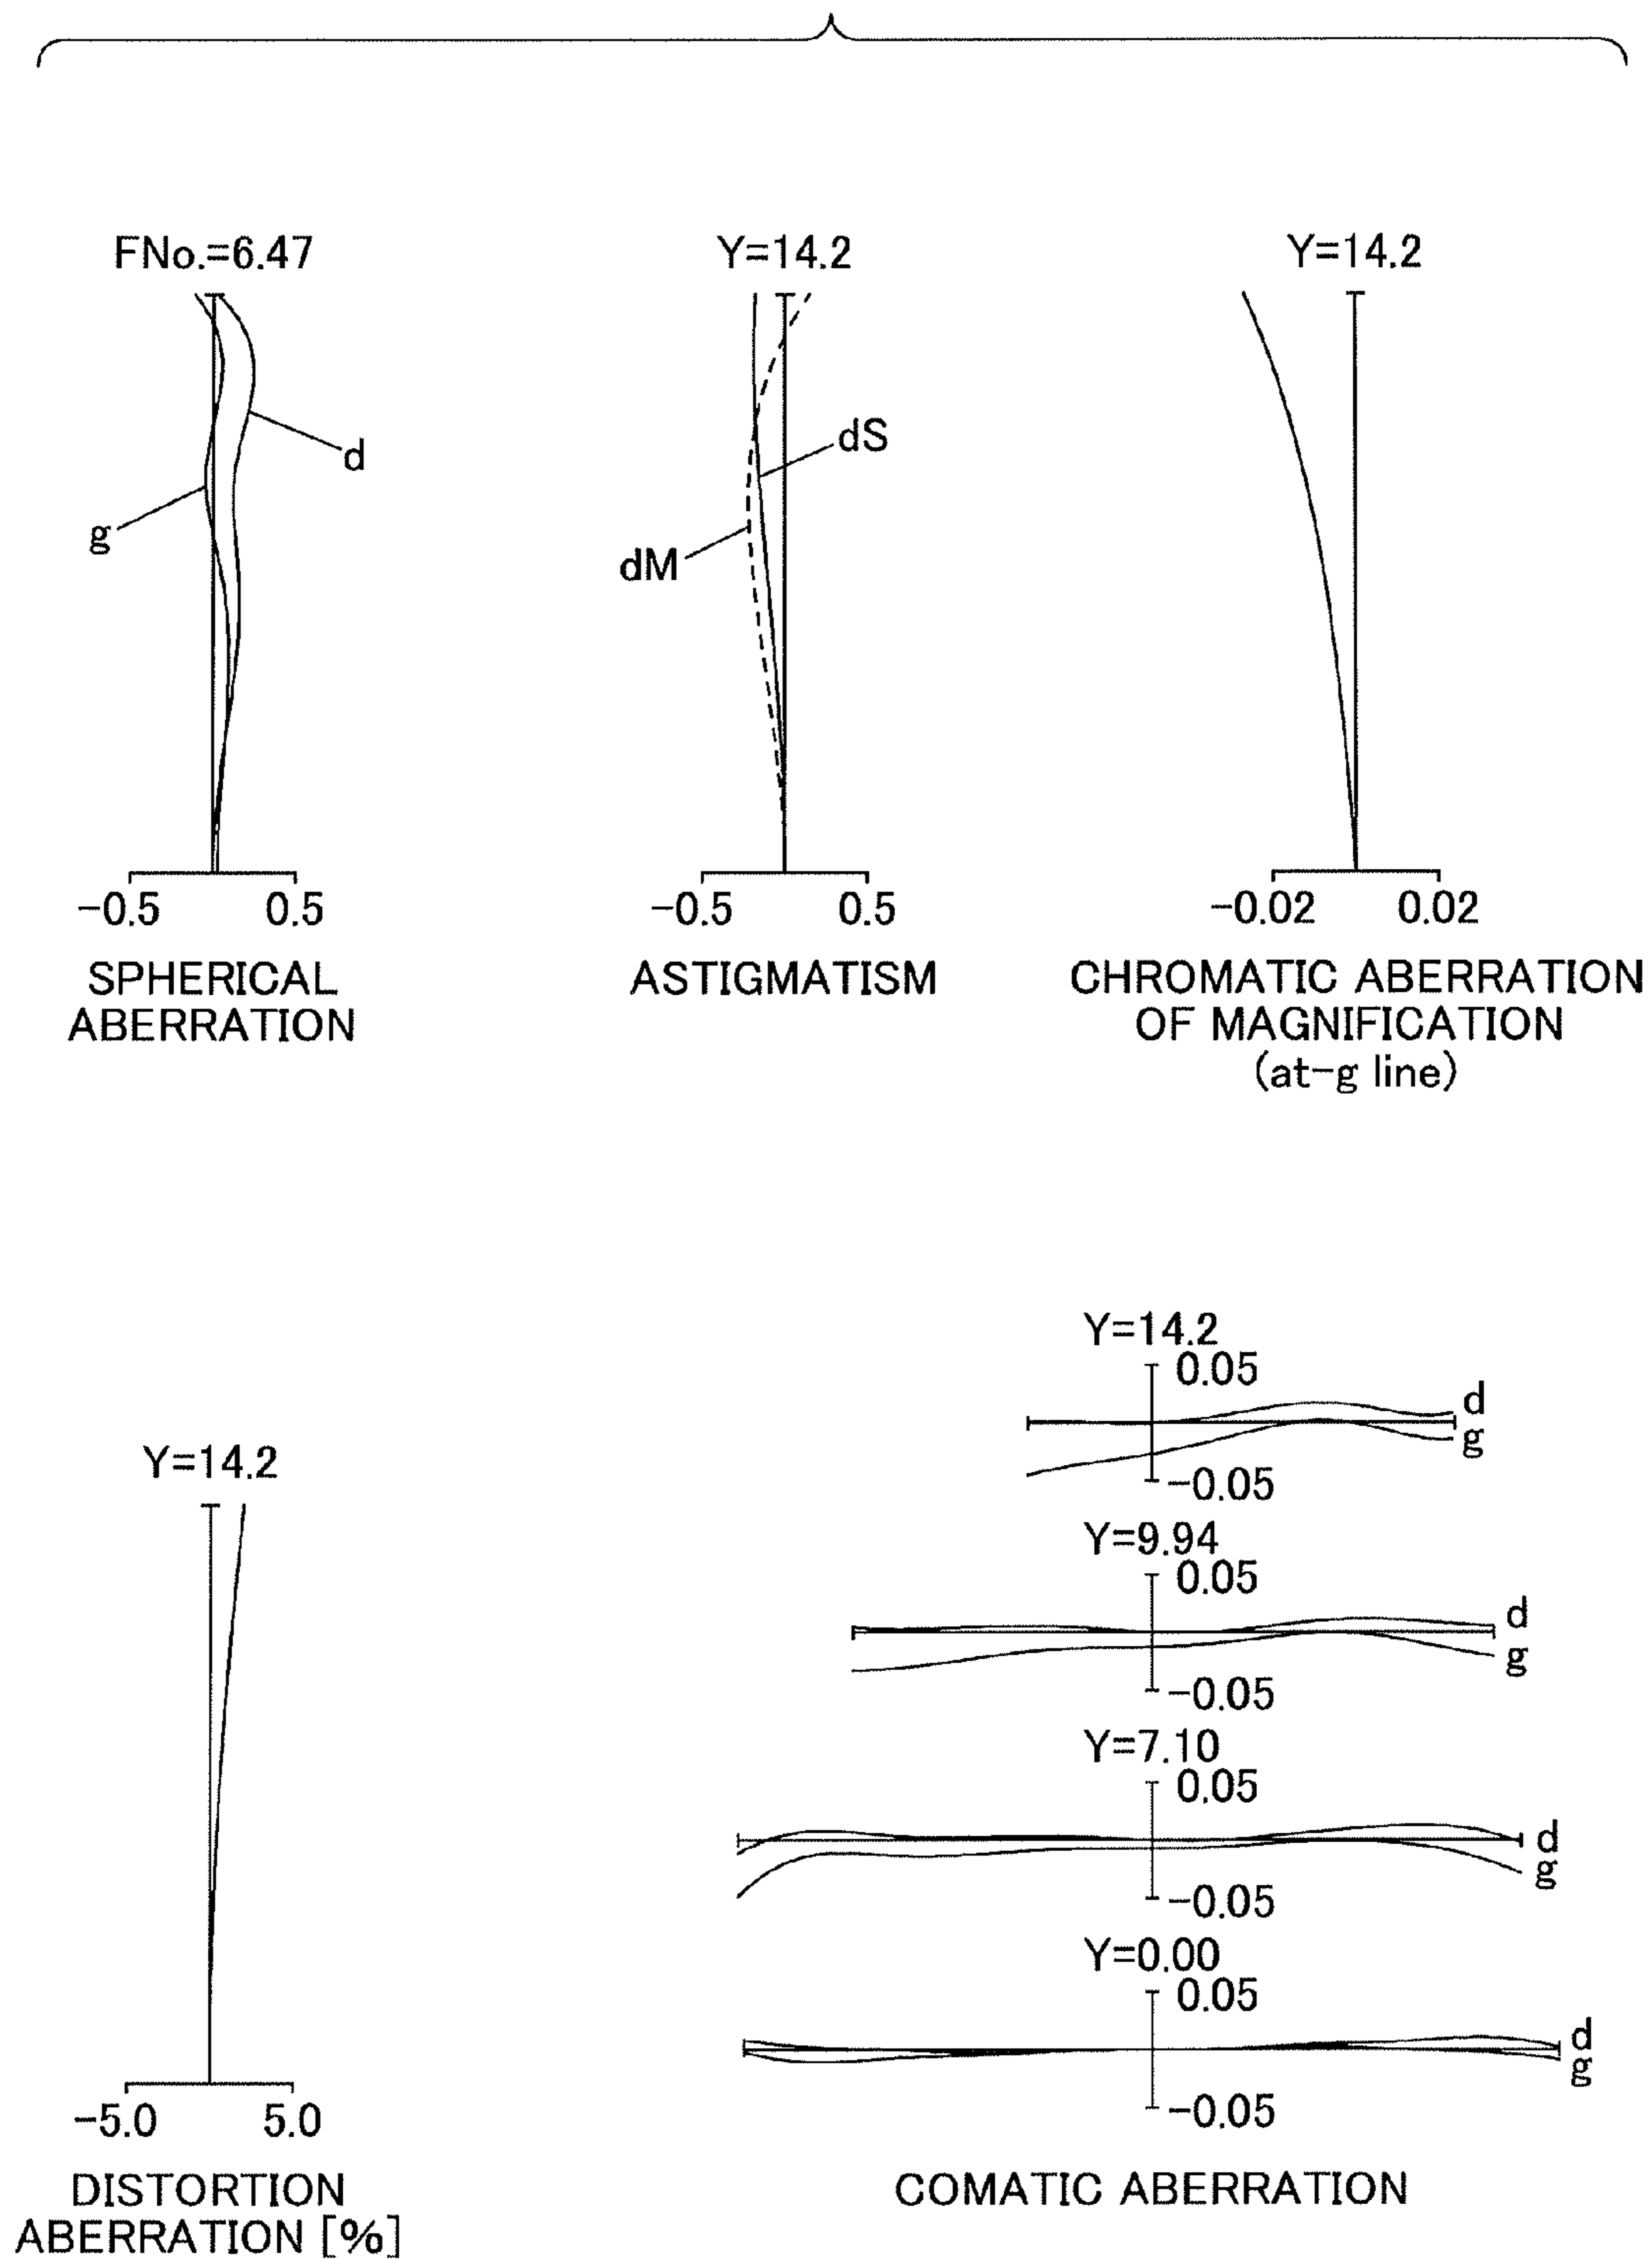 FNo.=6.47
d
g
-0.5
0.5
SPHERICAL
ABERRATION
Y=14.2
dS
dM
-0.5
0.5
ASTIGMATISM
Y=14.2
-0.02
0.02
CHROMATIC ABERRATION
OF MAGNIFICATION
(at-g line)
Y=14.2
-5.0
5.0
DISTORTION
ABERRATION [%]
Y=14.2
0.05
d
g
-0.05
Y=9.94
0.05
d
g
-0.05
Y=7.10
0.05
d
g
-0.05
Y=0.00
0.05
d
g
-0.05
COMATIC ABERRATION